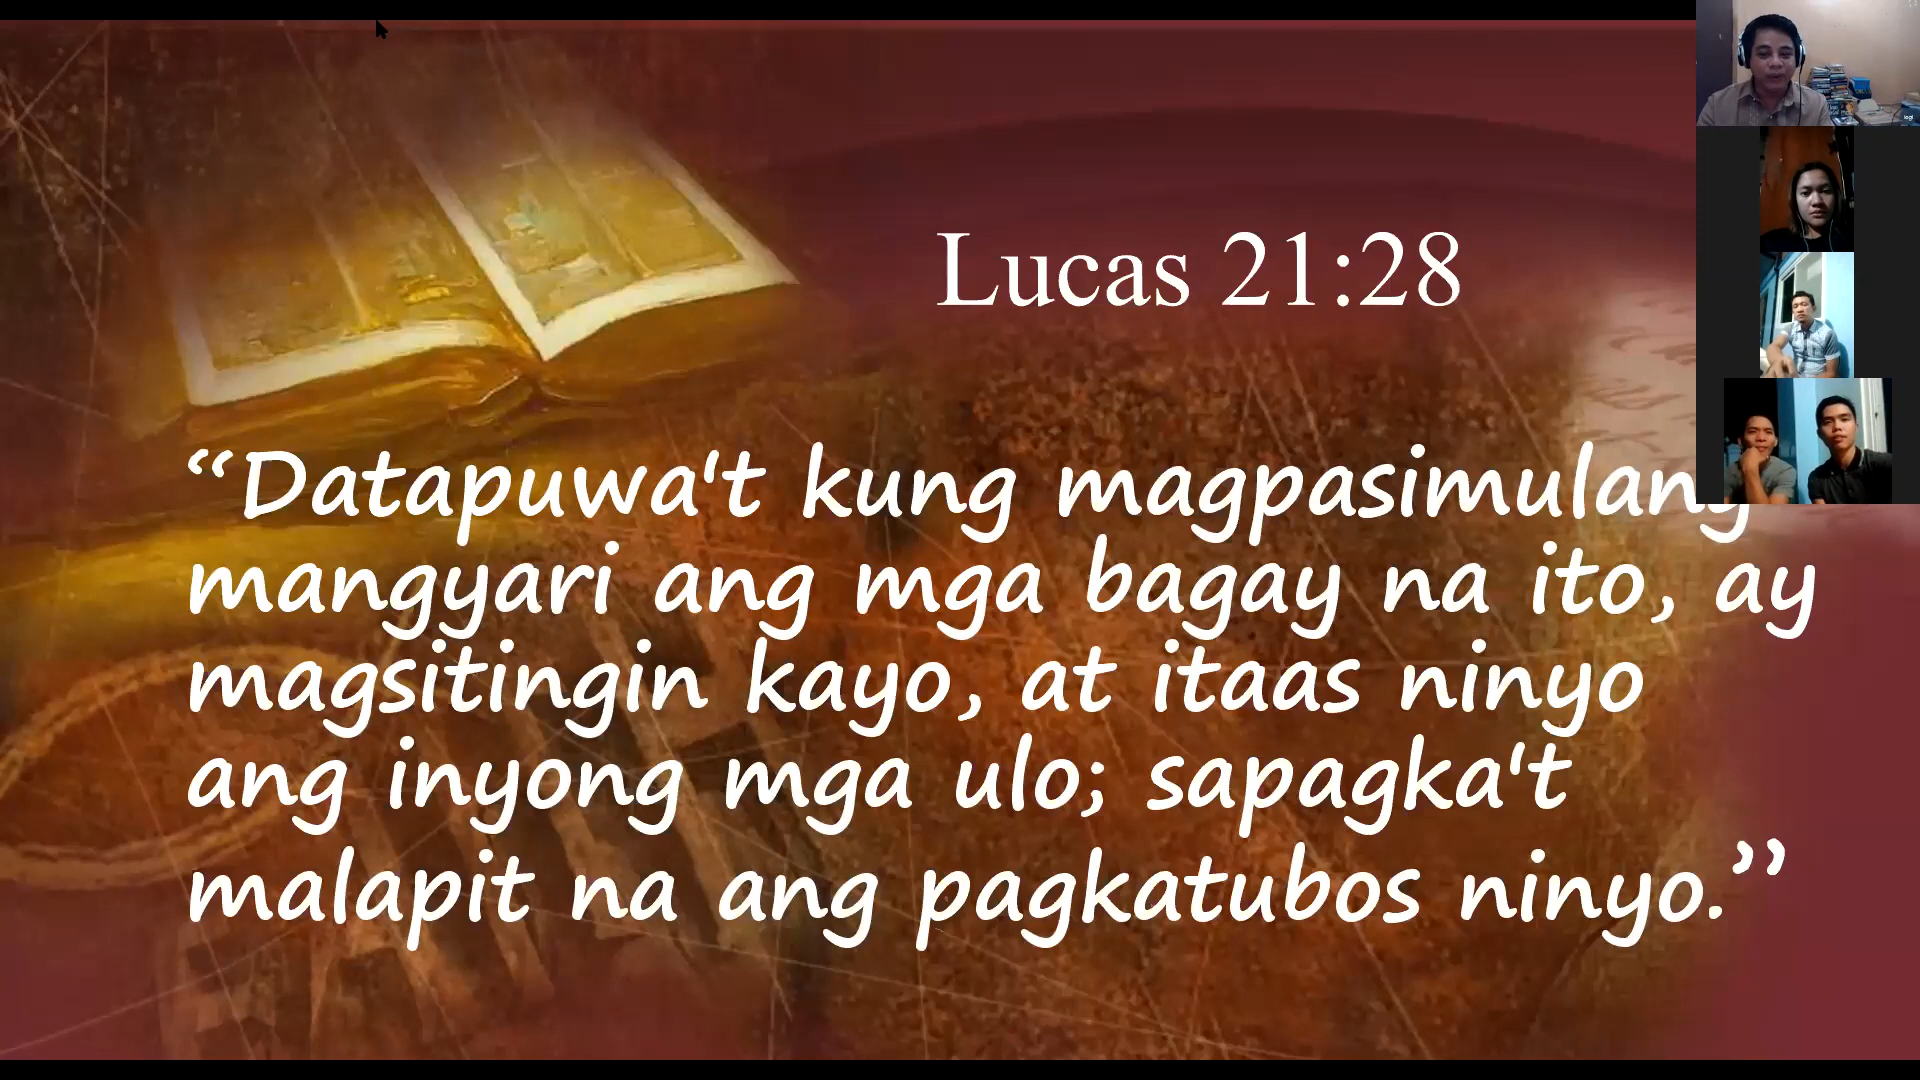 Lucas 21:28
“Datapuwa't kung magpasimulang
mangyari ang mga bagay na ito, ay
magsitingin kayo, at itaas ninyo
ang inyong mga ulo; sapagka't
malapit na ang pagkatubos ninyo.”